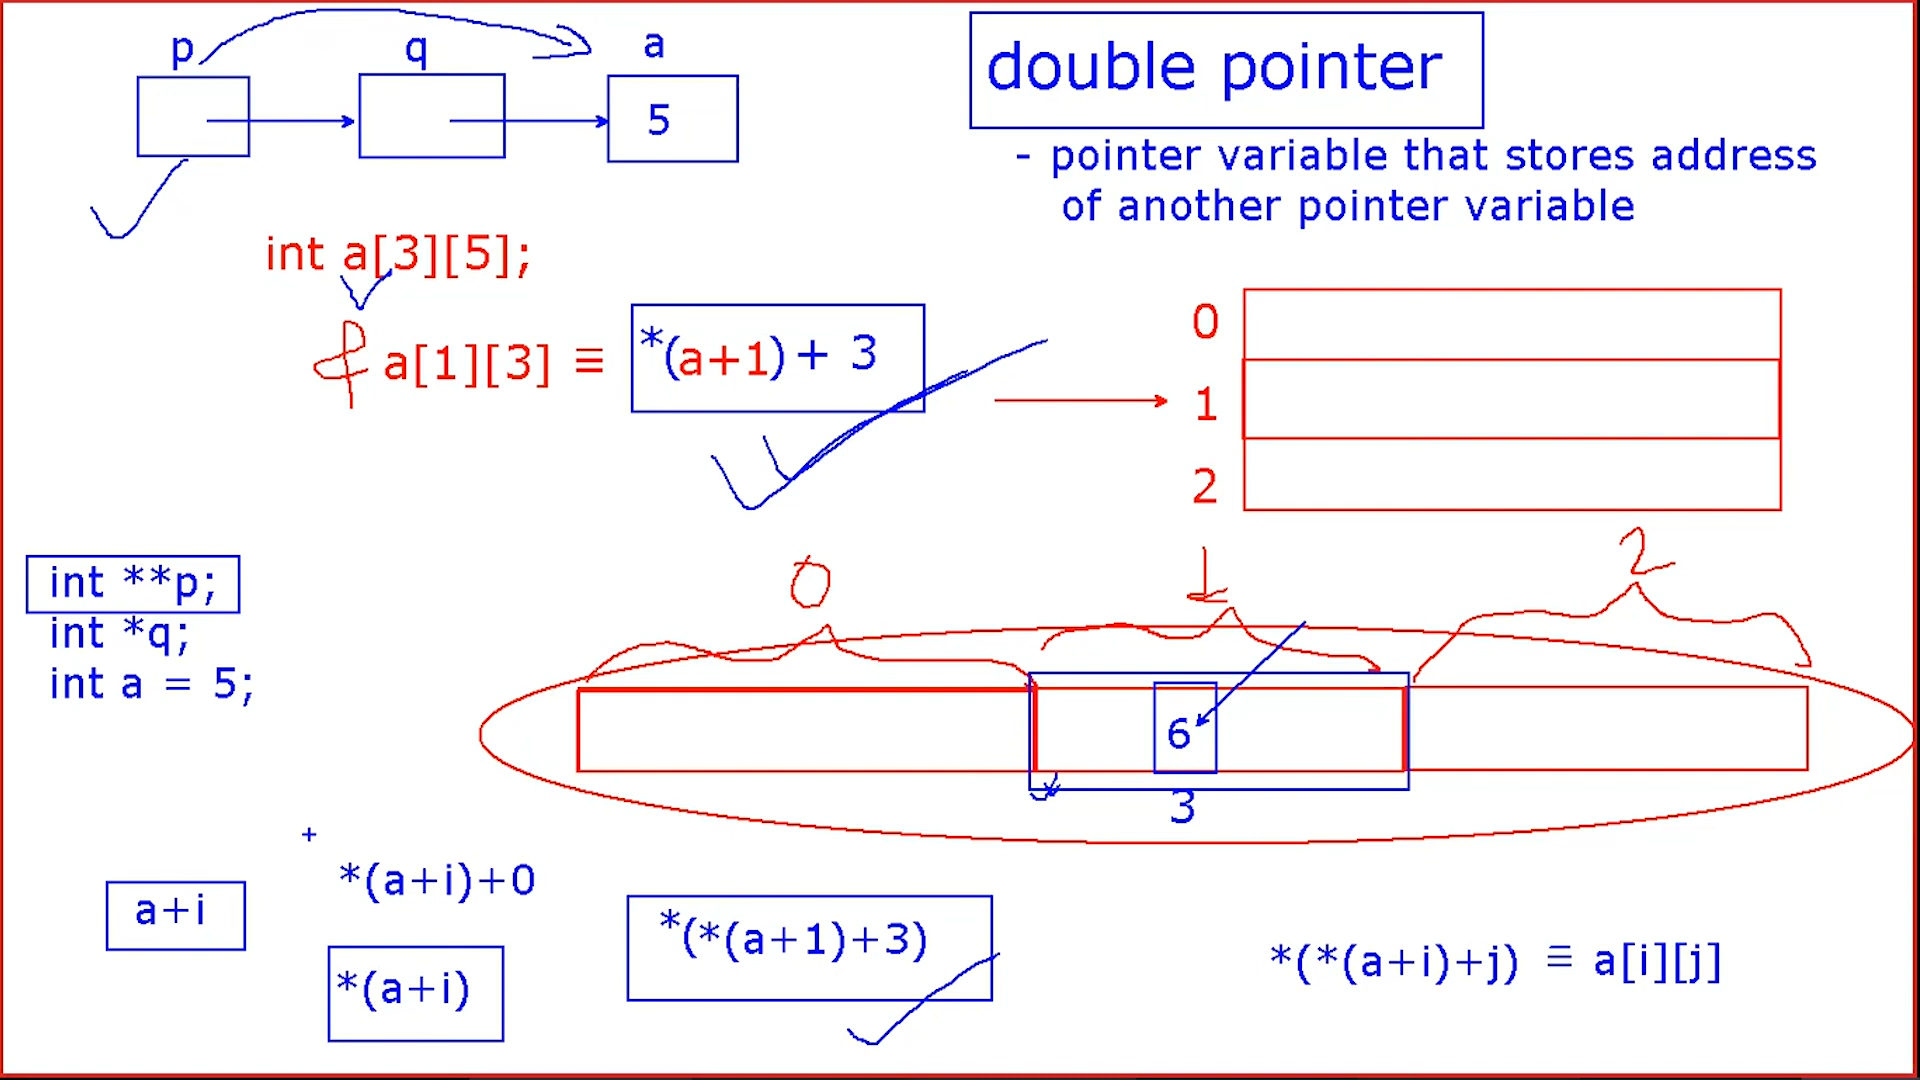 p q a
5
double pointer
- pointer variable that stores address
of another pointer variable
int a[3][5];
& a[1][3] ≡ *(a+1)+ 3
0
1
2
int **p;
int *q;
int a = 5;
0 1 2
6
3
+
a+i
*(a+i)+0
*(a+i)
*(*(a+1)+3)
*(*(a+i)+j) ≡ a[i][j]